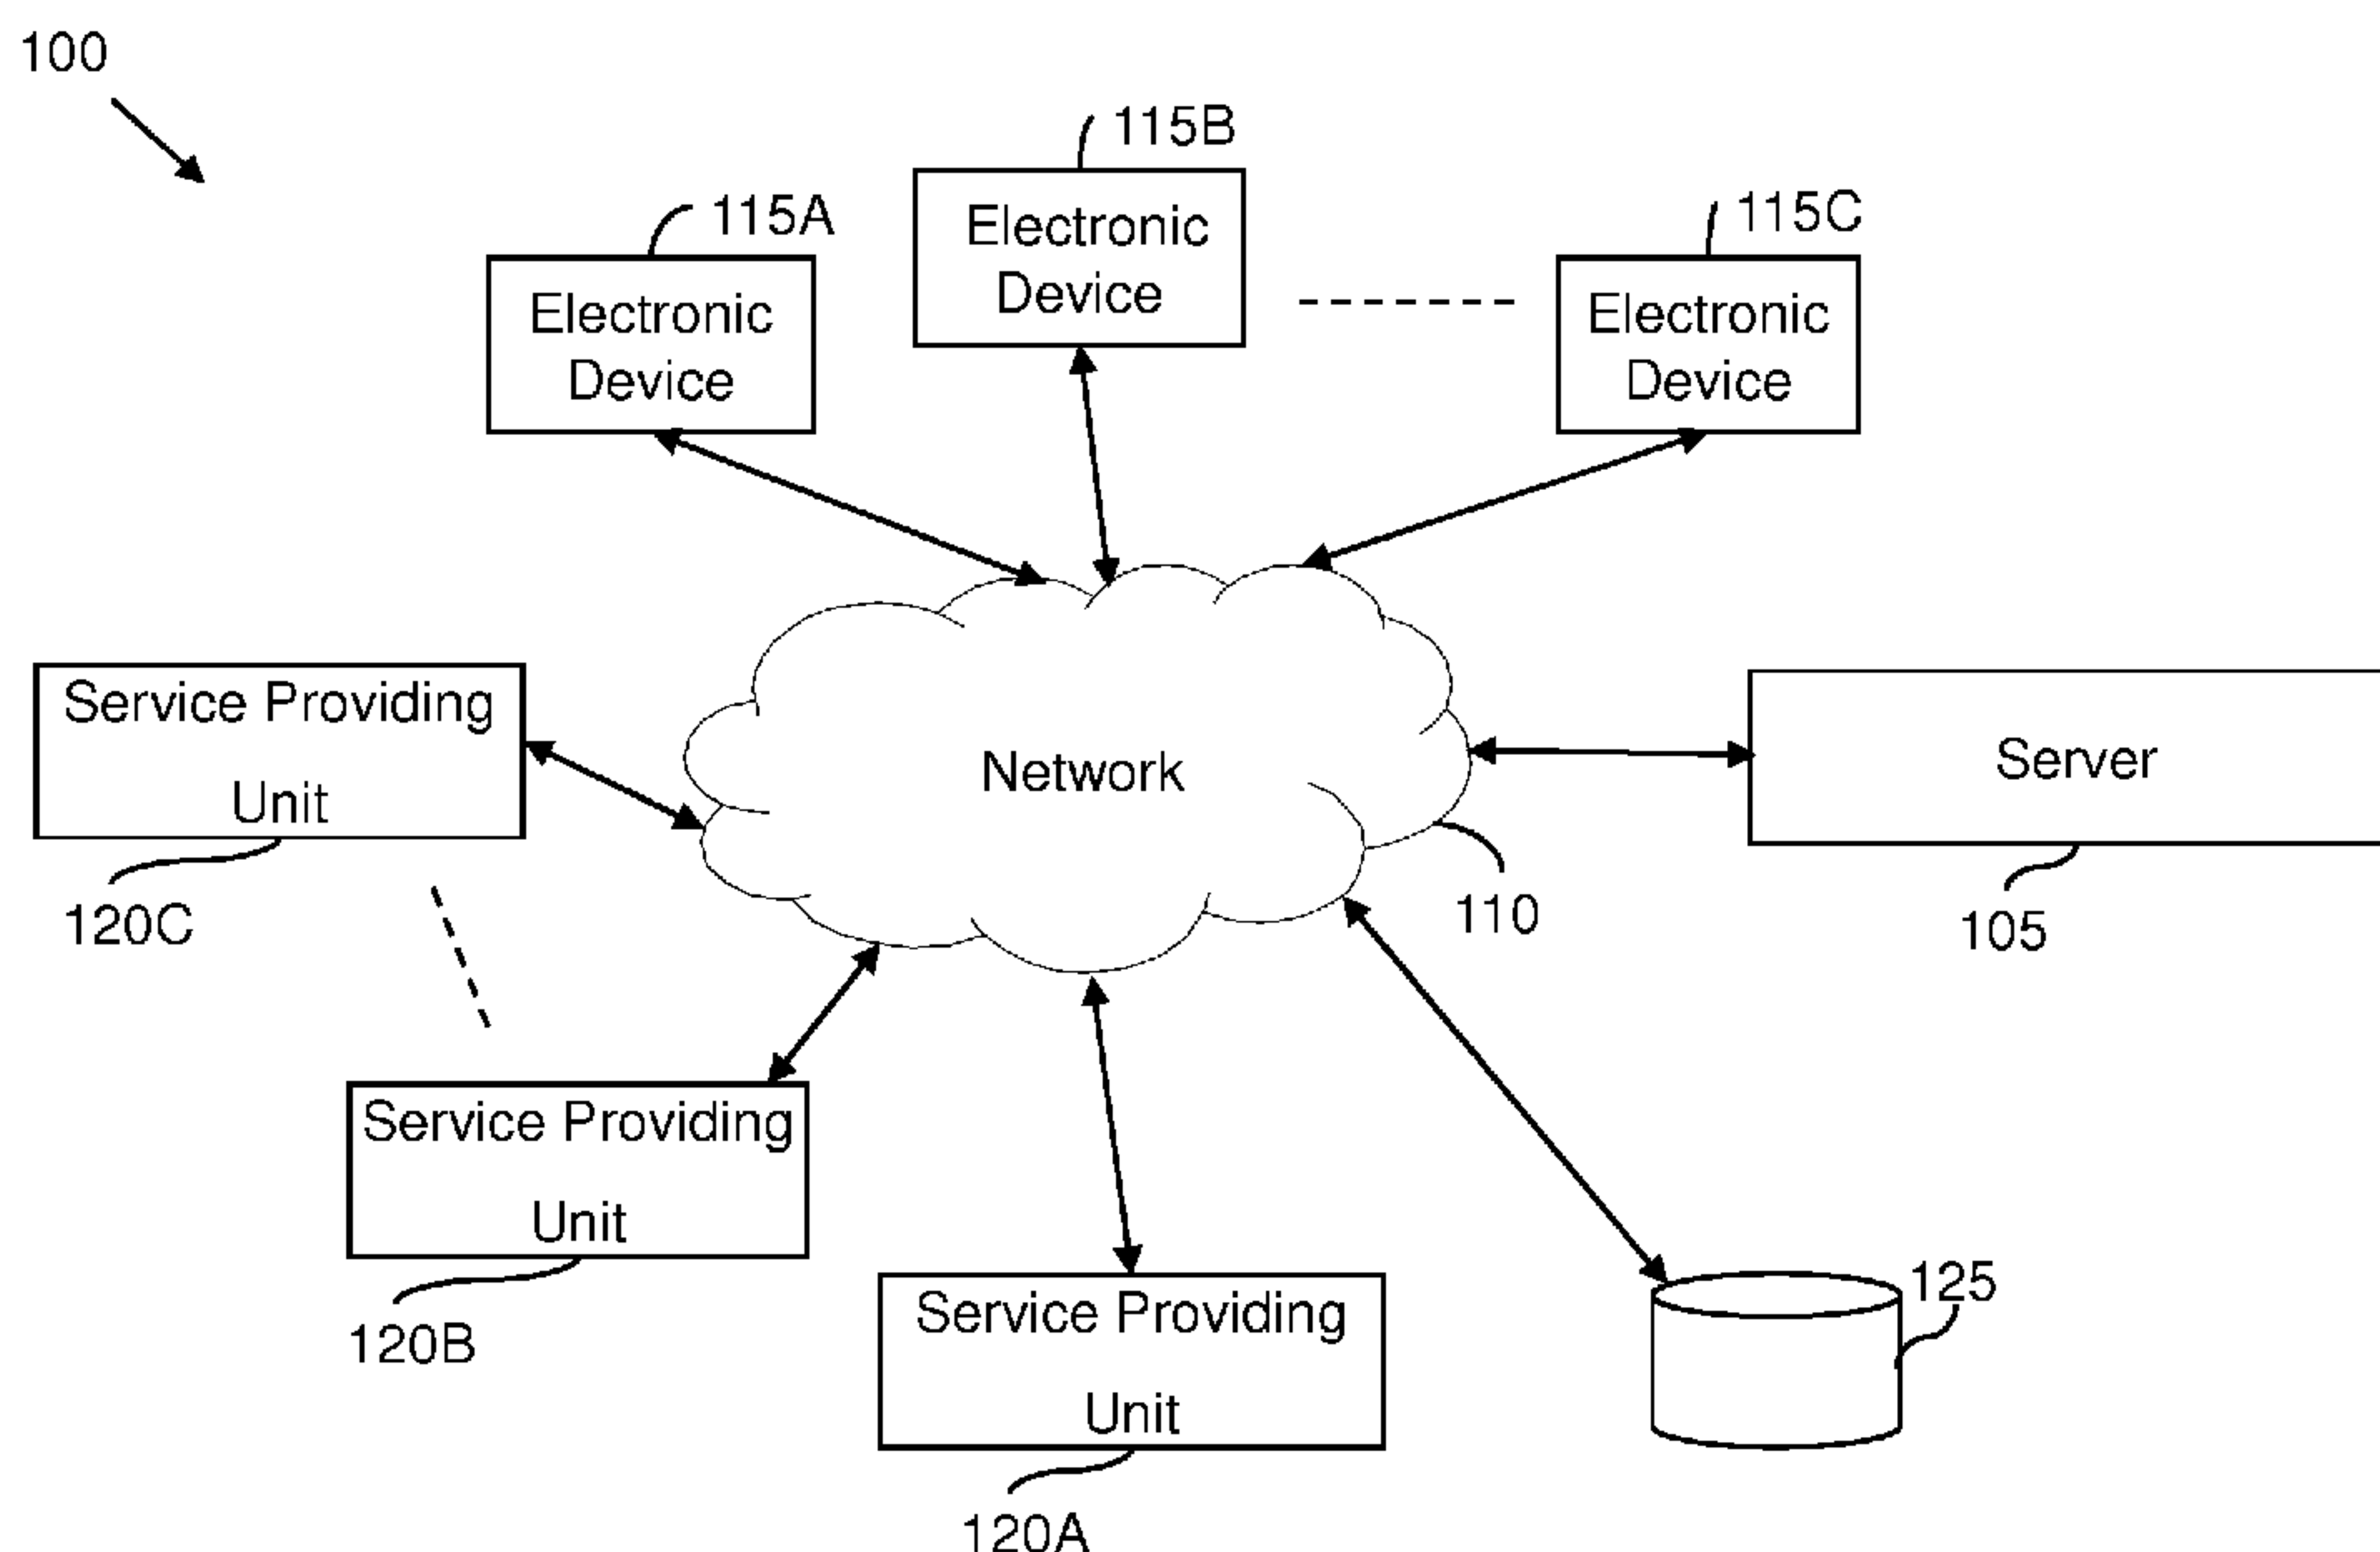 100
115B
115A
115C
Electronic
Device
Electronic
Device
Electronic
Device
Service Providing
Unit
Network
Server
120C
110
105
Service Providing
Unit
120B
125
Service Providing
Unit
120A